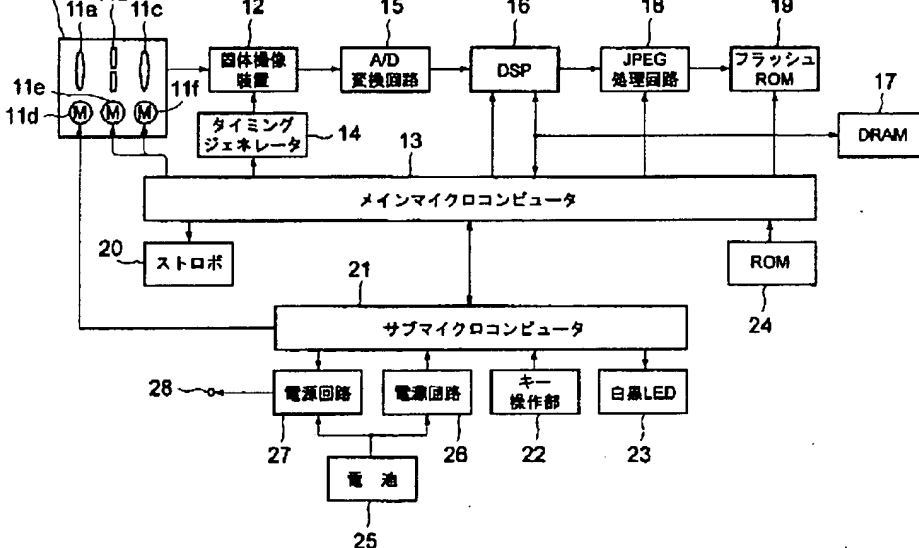 11a
11c
12
15
16
18
19
固体撮像
装置
A/D
変換回路
DSP
JPEG
処理回路
フラッシュ
ROM
11e
11f
11d
M
M
M
17
タイミング
ジェネレータ
14
DRAM
13
メインマイクロコンピュータ
20
ストロボ
ROM
21
24
サブマイクロコンピュータ
28
電源回路
電源回路
キー
操作部
白黒LED
27
26
22
23
電 池
25